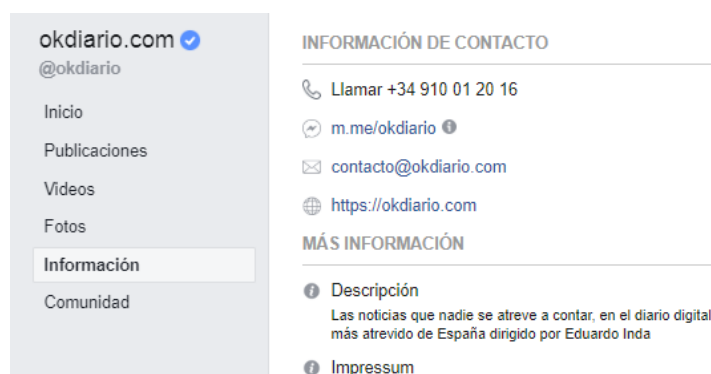 okdiario.com
@okdiario
Inicio
Publicaciones
Videos
Fotos
Información
Comunidad
INFORMACIÓN DE CONTACTO
Llamar +34 910 01 20 16
m.me/okdiario
contacto@okdiario.com
https://okdiario.com
MÁS INFORMACIÓN
Descripción
Las noticias que nadie se atreve a contar, en el diario digital
más atrevido de España dirigido por Eduardo Inda
Impressum